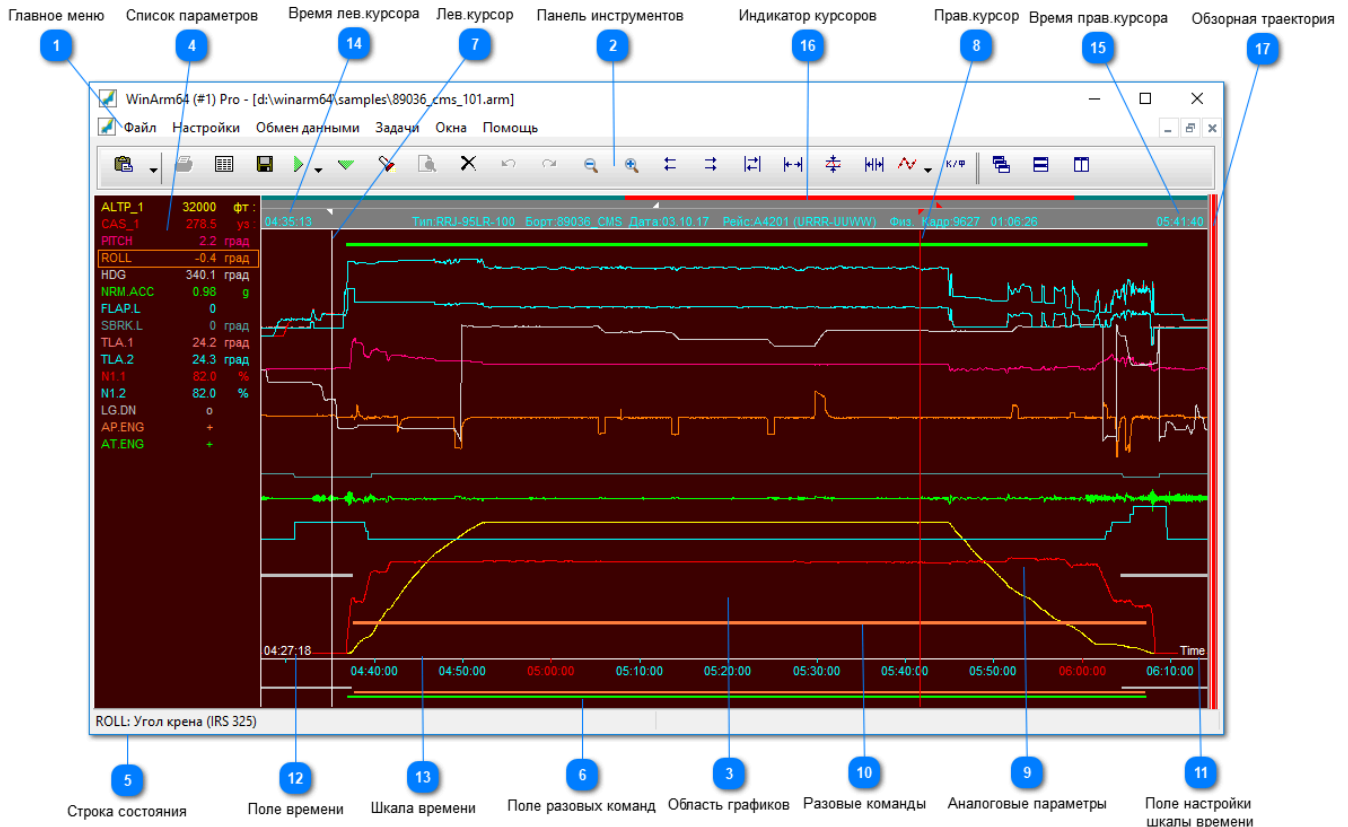 Главное меню
Список параметров
Время лев.курсора
Лев.курсор
Панель инструментов
Индикатор курсоров
Прав.курсор
Время прав.курсора
Обзорная траектория
1
4
14
7
2
16
8
15
17
WinArm64 (#1) Pro - [d:\winarm64\samples\89036_cms_101.arm]
Файл Настройки Обмен данными Задачи Окна Помощь
К/Ф
ALTP_1 32000 фт :
CAS_1 278.5 уз :
PITCH 2.2 град
ROLL -0.4 град
HDG 340.1 град
NRM.ACC 0.98 g
FLAP.L 0
SBRK.L 0 град
TLA.1 24.2 град
TLA.2 24.3 град
N1.1 82.0 %
N1.2 82.0 %
LG.DN o
AP.ENG +
AT.ENG +
04:35:13 Тип:RRJ-95LR-100 Борт:89036_CMS Дата:03.10.17 Рейс:A4201 (URRR-UUWW) Физ. Кадр:9627 01:06:26 05:41:40
04:27:18
Time
04:40:00 04:50:00 05:00:00 05:10:00 05:20:00 05:30:00 05:40:00 05:50:00 06:00:00 06:10:00
ROLL: Угол крена (IRS 325)
5
12
13
6
3
10
9
11
Строка состояния
Поле времени
Шкала времени
Поле разовых команд
Область графиков
Разовые команды
Аналоговые параметры
Поле настройки
шкалы времени